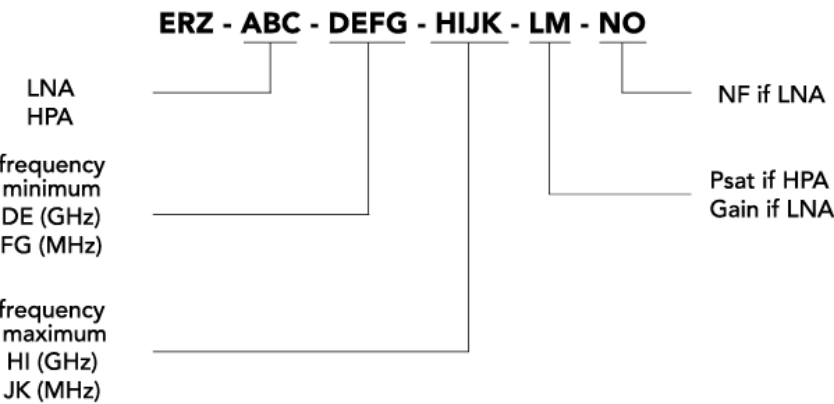 ERZ - ABC - DEFG - HIJK - LM - NO
LNA
HPA
frequency
minimum
DE (GHz)
FG (MHz)
frequency
maximum
HI (GHz)
JK (MHz)
NF if LNA
Psat if HPA
Gain if LNA